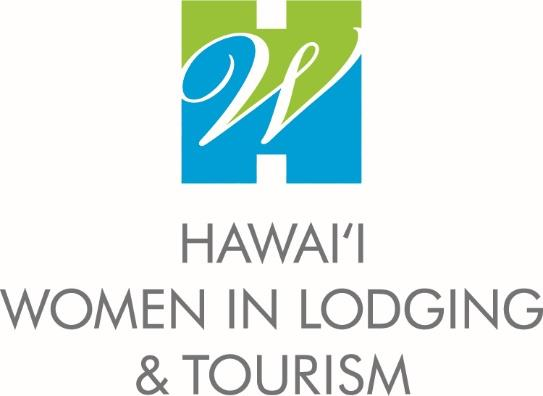 W
HAWAI‘I
WOMEN IN LODGING
& TOURISM